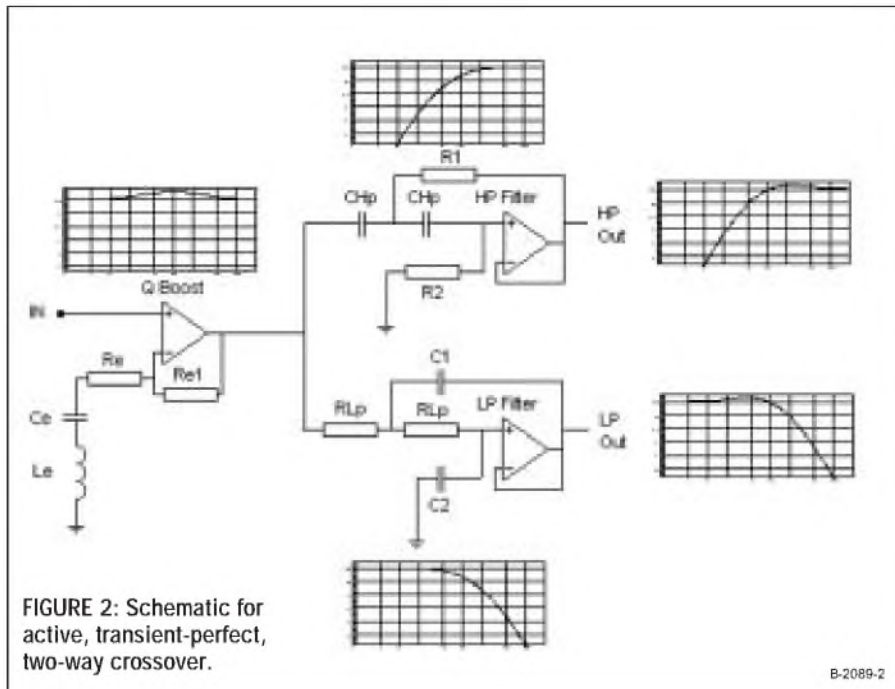 R1
CHp
CHp
HP Filter
HP
Out
R2
Q Boost
IN
Re
Re1
Ce
Le
C1
RLp
RLp
LP Filter
LP
Out
C2
FIGURE 2: Schematic for
active, transient-perfect,
two-way crossover.
B-2089-2